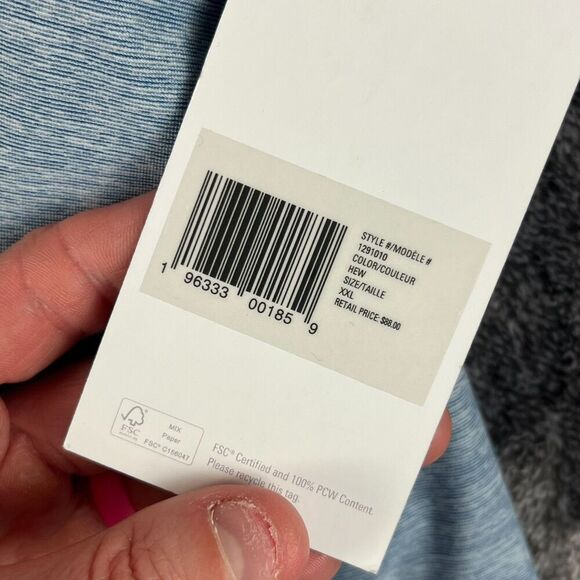 STYLE #/MODÈLE #
1291010
COLOR/COULEUR
HEW
SIZE/TAILLE
XXL
RETAIL PRICE: $88.00
1 96333 00185 9
FSC
MIX
Paper
FSC® C156047
FSC® Certified and 100% PCW Content.
Please recycle this tag.